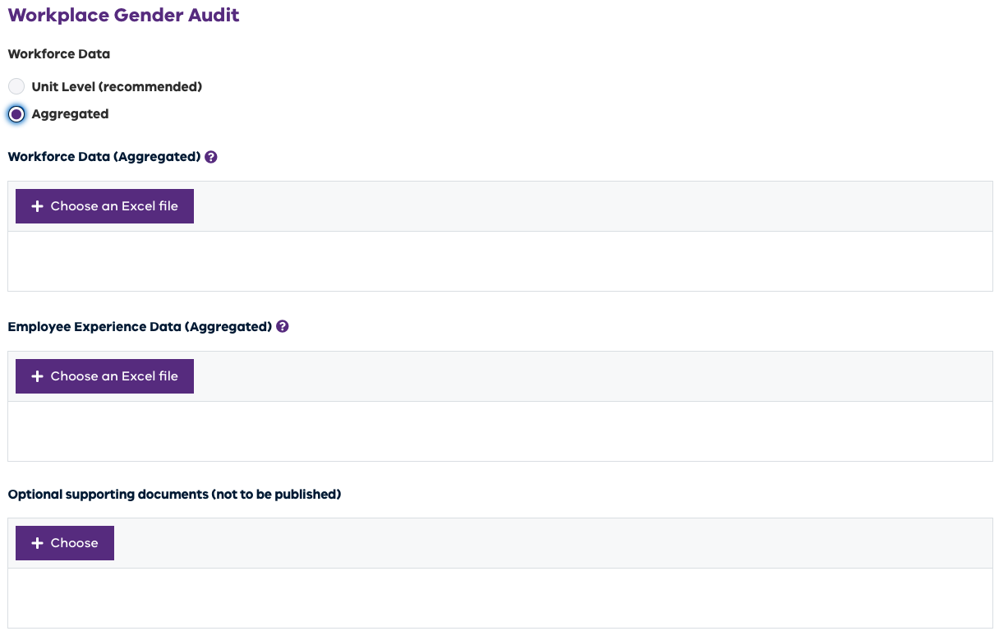 Workplace Gender Audit
Workforce Data
Unit Level (recommended)
Aggregated
Workforce Data (Aggregated) ?
+ Choose an Excel file
Employee Experience Data (Aggregated) ?
+ Choose an Excel file
Optional supporting documents (not to be published)
+ Choose